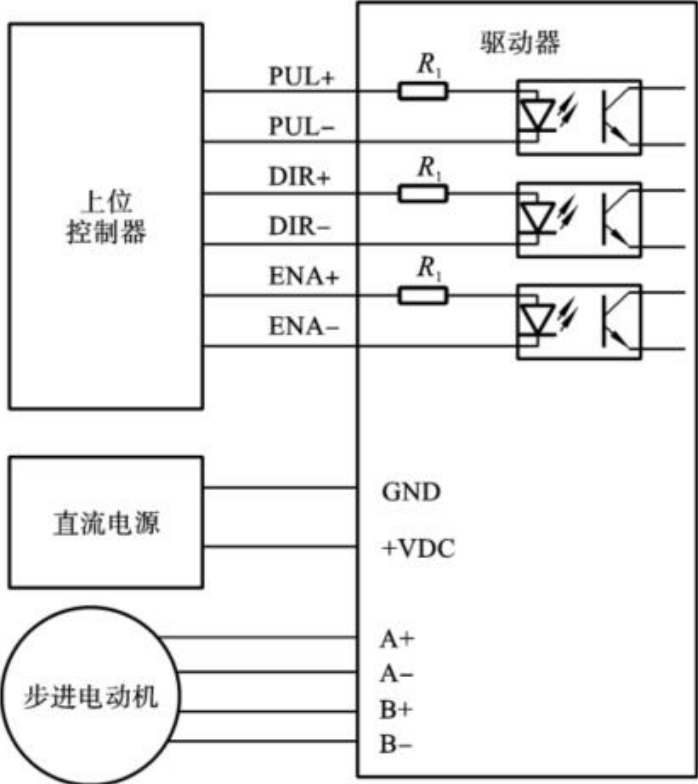 驱动器
R1
PUL+
PUL−
R1
DIR+
上位
控制器
DIR−
R1
ENA+
ENA−
GND
直流电源
+VDC
A+
A−
步进电动机
B+
B−